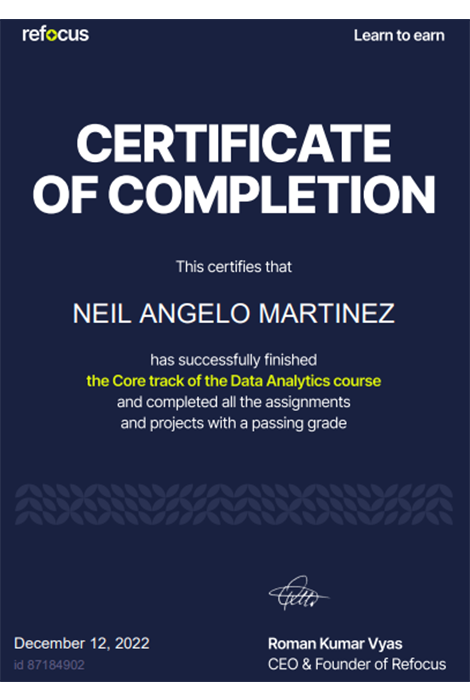 refocus
Learn to earn
CERTIFICATE
OF COMPLETION
This certifies that
NEIL ANGELO MARTINEZ
has successfully finished
the Core track of the Data Analytics course
and completed all the assignments
and projects with a passing grade
December 12, 2022
id 87184902
Roman Kumar Vyas
CEO & Founder of Refocus